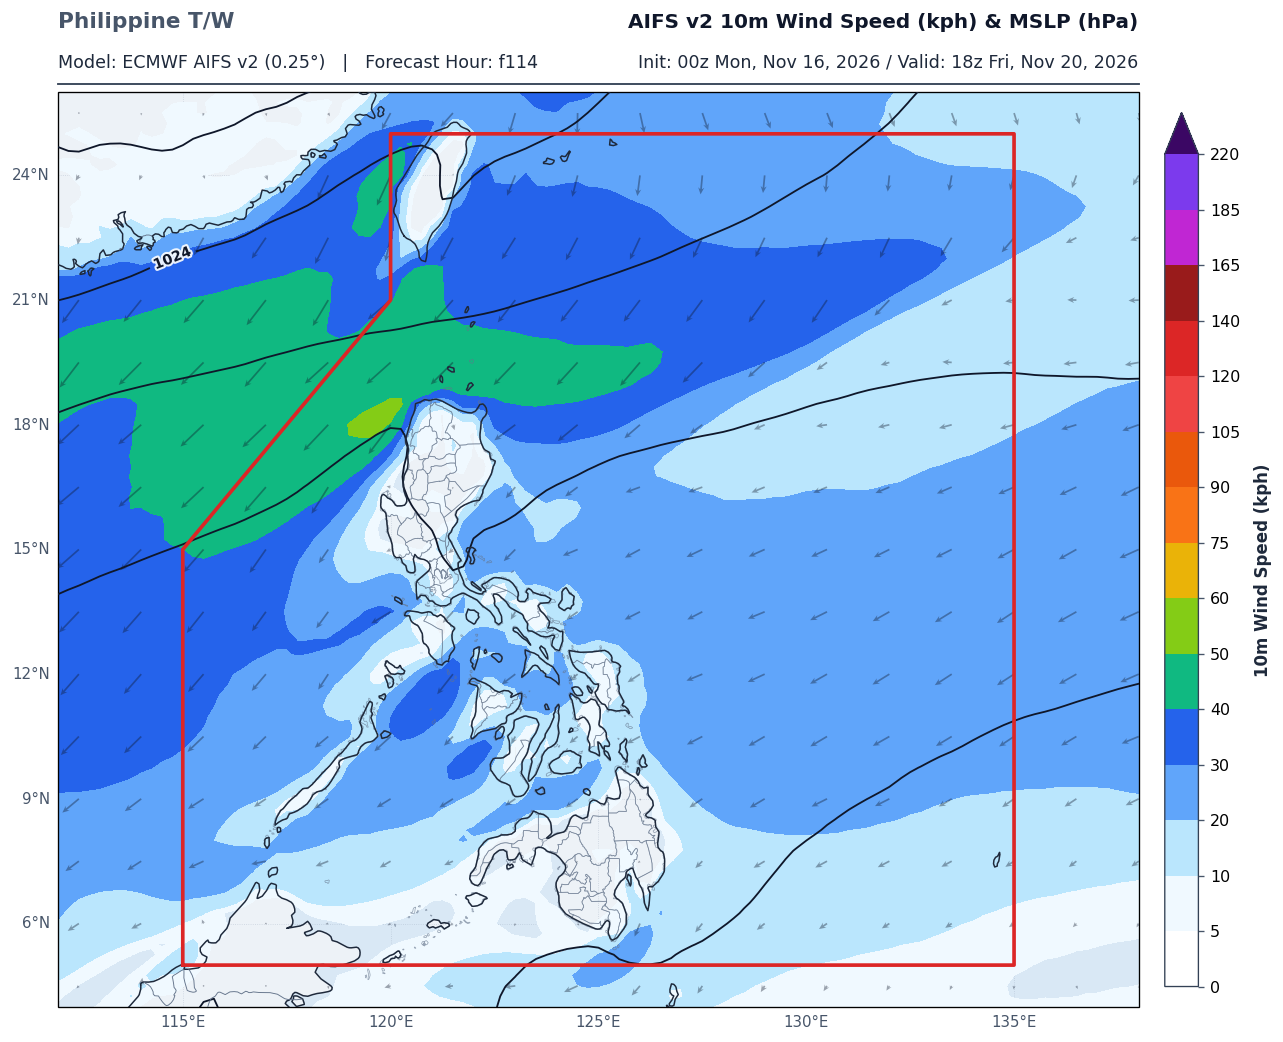 Philippine T/W
AIFS v2 10m Wind Speed (kph) & MSLP (hPa)
Model: ECMWF AIFS v2 (0.25°) | Forecast Hour: f114
Init: 00z Mon, Nov 16, 2026 / Valid: 18z Fri, Nov 20, 2026
24°N
21°N
18°N
15°N
12°N
9°N
6°N
1024
115°E
120°E
125°E
130°E
135°E
220
185
165
140
120
105
90
75
60
50
40
30
20
10
5
0
10m Wind Speed (kph)